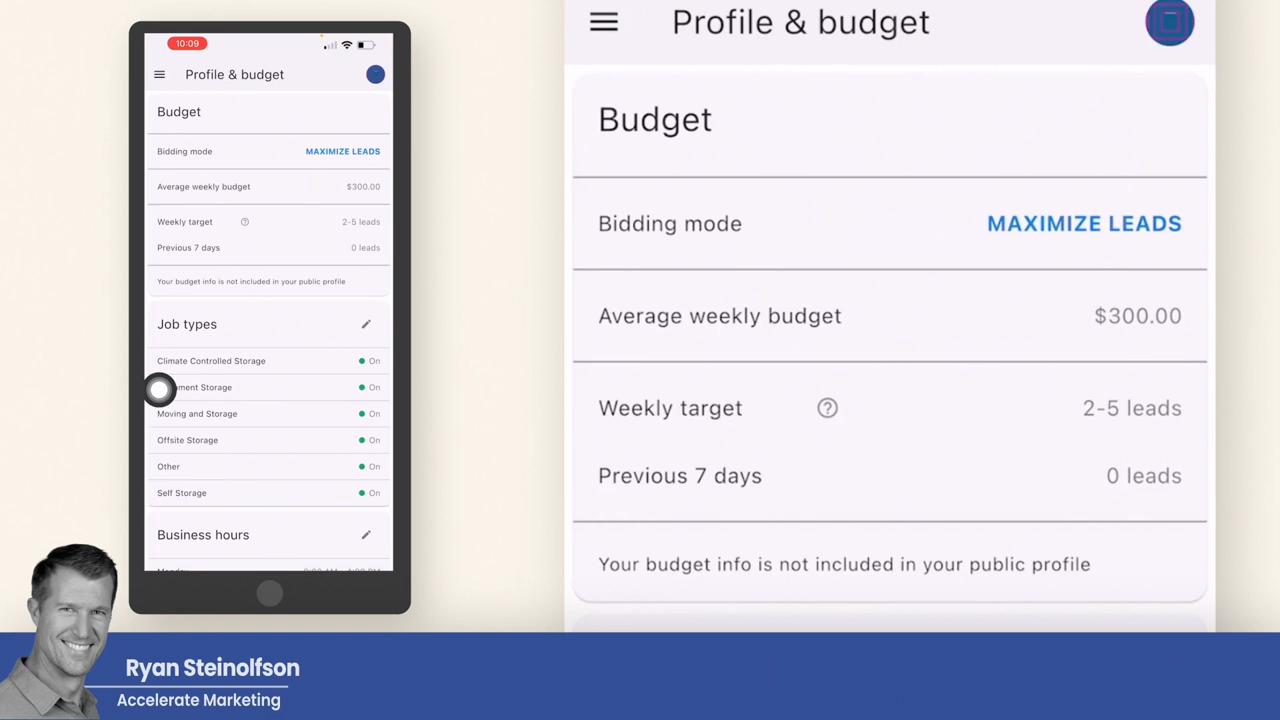 10:09
Profile & budget
Budget
Bidding mode MAXIMIZE LEADS
Average weekly budget $300.00
Weekly target 2-5 leads
Previous 7 days 0 leads
Your budget info is not included in your public profile
Job types
Climate Controlled Storage On
Storage On
Moving and Storage On
Offsite Storage On
Other On
Self Storage On
Business hours
Profile & budget
Budget
Bidding mode MAXIMIZE LEADS
Average weekly budget $300.00
Weekly target ? 2-5 leads
Previous 7 days 0 leads
Your budget info is not included in your public profile
Ryan Steinolfson
Accelerate Marketing